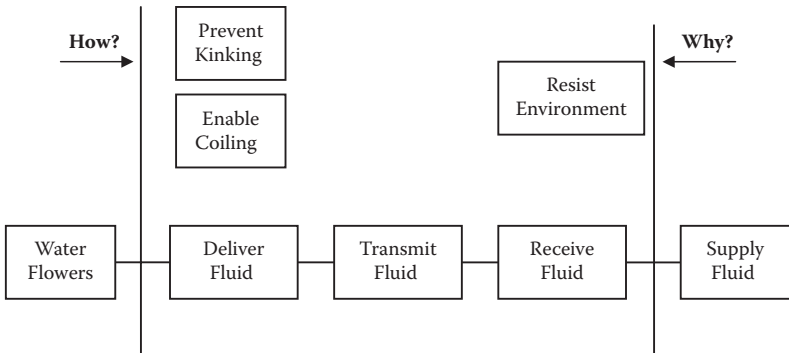 How?
Prevent
Kinking
Why?
Enable
Coiling
Resist
Environment
Water
Flowers
Deliver
Fluid
Transmit
Fluid
Receive
Fluid
Supply
Fluid